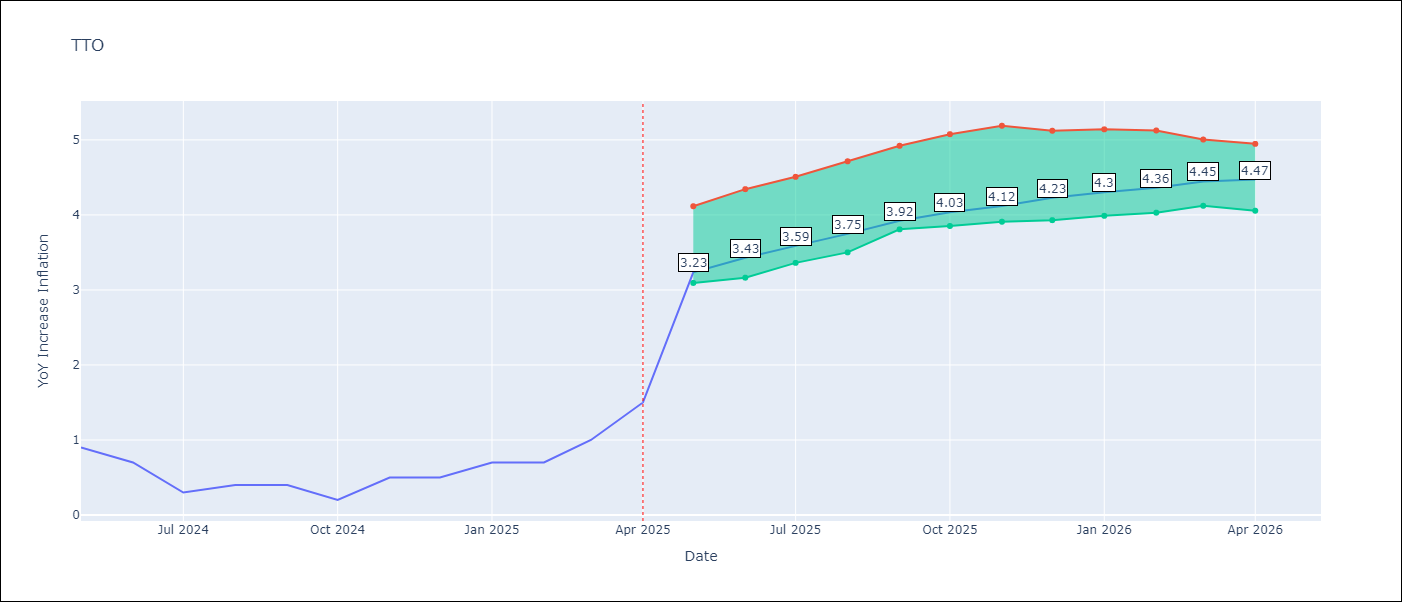 TTO
YoY Increase Inflation
5
4
3
2
1
0
3.23
3.43
3.59
3.75
3.92
4.03
4.12
4.23
4.3
4.36
4.45
4.47
Jul 2024
Oct 2024
Jan 2025
Apr 2025
Jul 2025
Oct 2025
Jan 2026
Apr 2026
Date